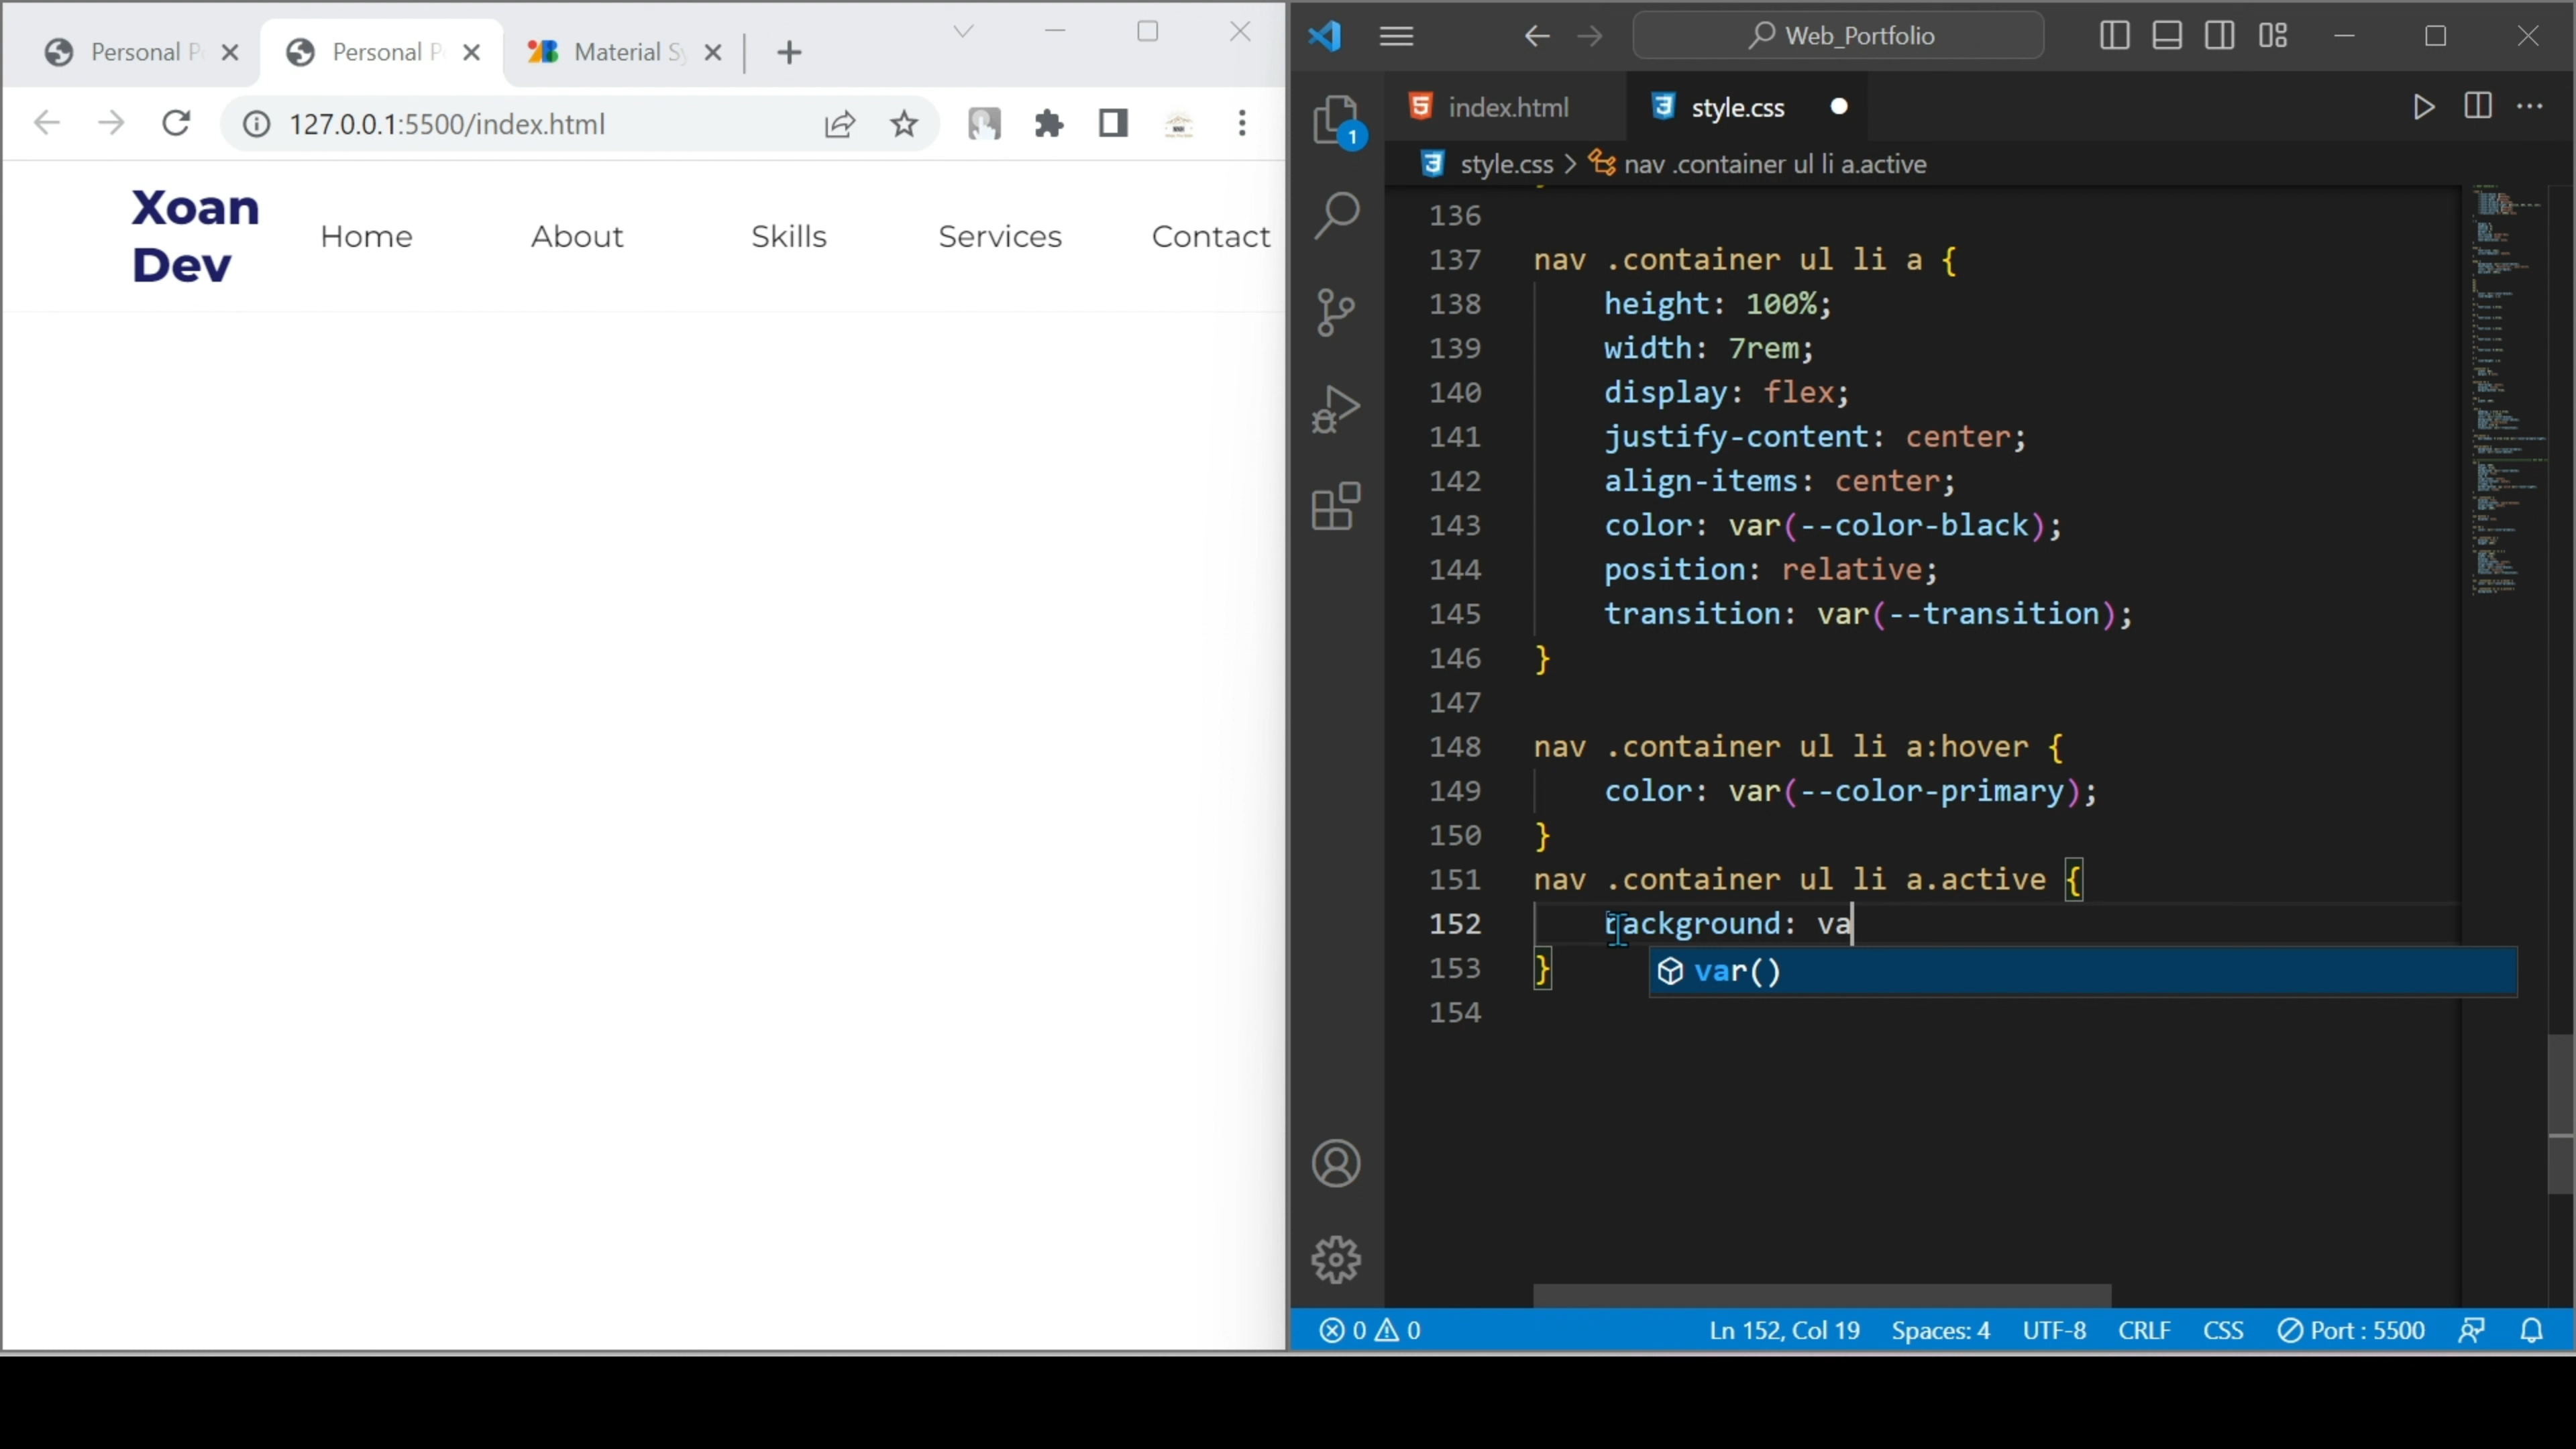 Personal P
Personal P
Material Sy
127.0.0.1:5500/index.html
Xoan
Dev
Home
About
Skills
Services
Contact
Web_Portfolio
1
index.html
style.css
style.css > nav .container ul li a.active
136
137 nav .container ul li a {
138 height: 100%;
139 width: 7rem;
140 display: flex;
141 justify-content: center;
142 align-items: center;
143 color: var(--color-black);
144 position: relative;
145 transition: var(--transition);
146 }
147
148 nav .container ul li a:hover {
149 color: var(--color-primary);
150 }
151 nav .container ul li a.active {
152 background: va
var()
153 }
154
0 0
Ln 152, Col 19
Spaces: 4
UTF-8
CRLF
CSS
Port : 5500